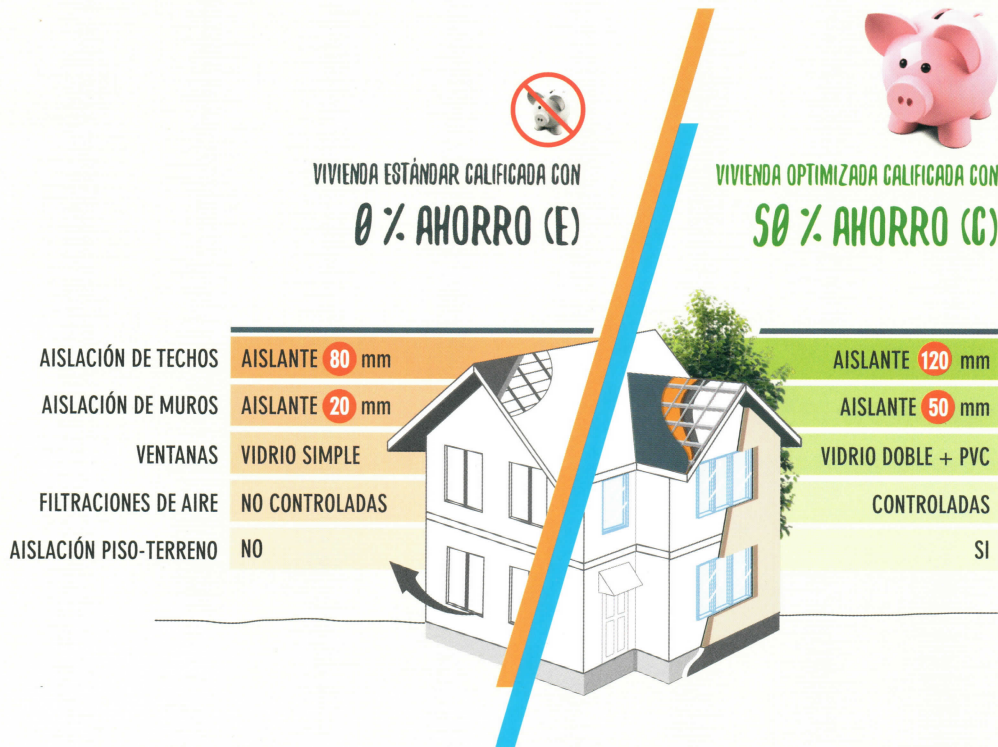 VIVIENDA ESTÁNDAR CALIFICADA CON
0 % AHORRO (E)
VIVIENDA OPTIMIZADA CALIFICADA CON
50 % AHORRO (C)
AISLACIÓN DE TECHOS AISLANTE 80 mm AISLANTE 120 mm
AISLACIÓN DE MUROS AISLANTE 20 mm AISLANTE 50 mm
VENTANAS VIDRIO SIMPLE VIDRIO DOBLE + PVC
FILTRACIONES DE AIRE NO CONTROLADAS CONTROLADAS
AISLACIÓN PISO-TERRENO NO SI